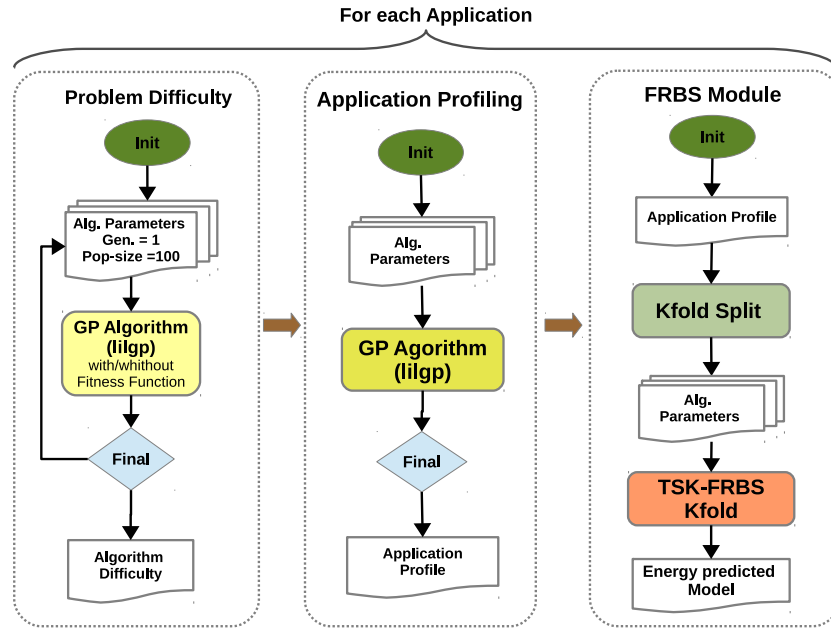 For each Application
Problem Difficulty
Init
Alg. Parameters
Gen. = 1
Pop-size =100
GP Algorithm
(lilgp)
with/whithout
Fitness Function
Final
Algorithm
Difficulty
Application Profiling
Init
Alg.
Parameters
GP Agorithm
(lilgp)
Final
Application
Profile
FRBS Module
Init
Application Profile
Kfold Split
Alg.
Parameters
TSK-FRBS
Kfold
Energy predicted
Model